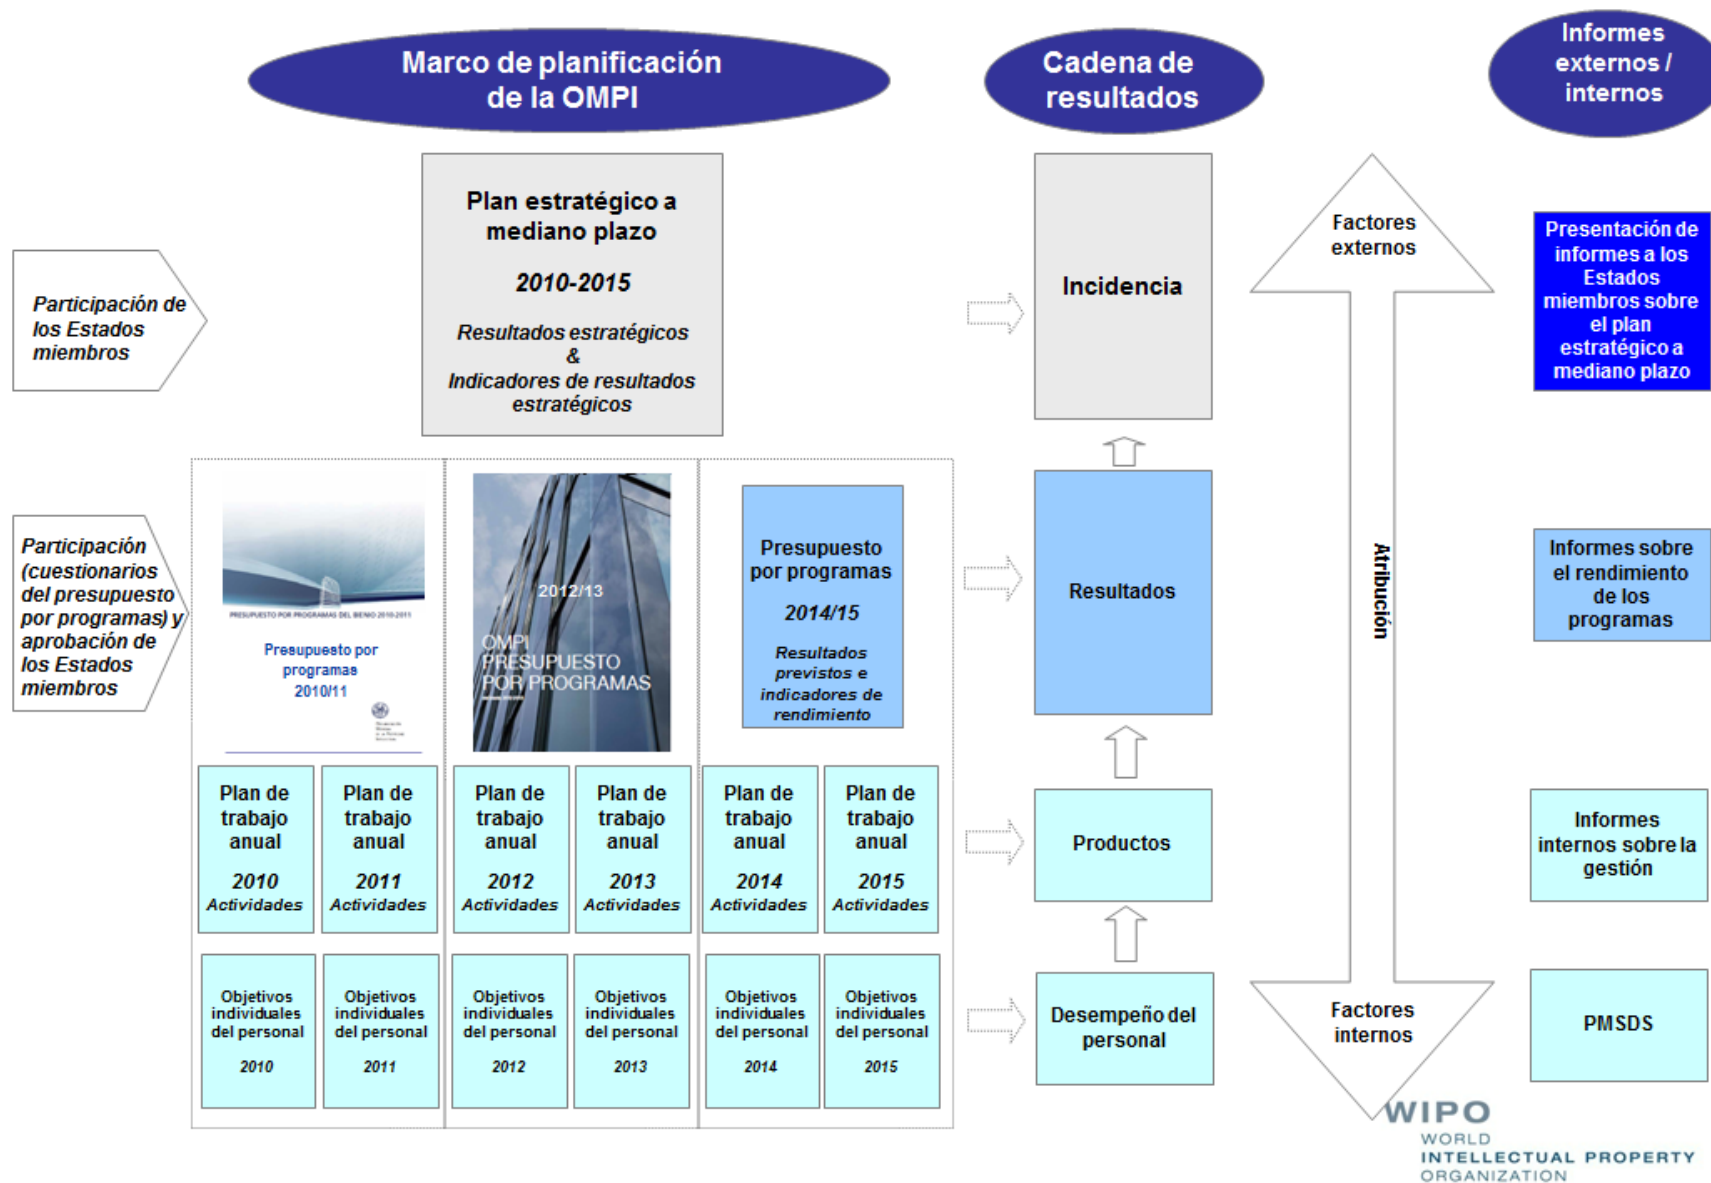 Marco de planificación
de la OMPI
Cadena de
resultados
Informes
externos /
internos
Participación de
los Estados
miembros
Plan estratégico a
mediano plazo
2010-2015
Resultados estratégicos
&
Indicadores de resultados
estratégicos
Incidencia
Factores
externos
Presentación de
informes a los
Estados
miembros sobre
el plan
estratégico a
mediano plazo
Participación
(cuestionarios
del presupuesto
por programas) y
aprobación de
los Estados
miembros
PRESUPUESTO POR PROGRAMAS DEL BIENIO 2010-2011
Presupuesto por
programas
2010/11
2012/13
OMPI
PRESUPUESTO
POR PROGRAMAS
Presupuesto
por programas
2014/15
Resultados
previstos e
indicadores de
rendimiento
Resultados
Atribución
Informes sobre
el rendimiento
de los
programas
Plan de
trabajo
anual
2010
Actividades
Plan de
trabajo
anual
2011
Actividades
Plan de
trabajo
anual
2012
Actividades
Plan de
trabajo
anual
2013
Actividades
Plan de
trabajo
anual
2014
Actividades
Plan de
trabajo
anual
2015
Actividades
Productos
Informes
internos sobre la
gestión
Objetivos
individuales
del personal
2010
Objetivos
individuales
del personal
2011
Objetivos
individuales
del personal
2012
Objetivos
individuales
del personal
2013
Objetivos
individuales
del personal
2014
Objetivos
individuales
del personal
2015
Desempeño del
personal
Factores
internos
PMSDS
WIPO
WORLD
INTELLECTUAL PROPERTY
ORGANIZATION